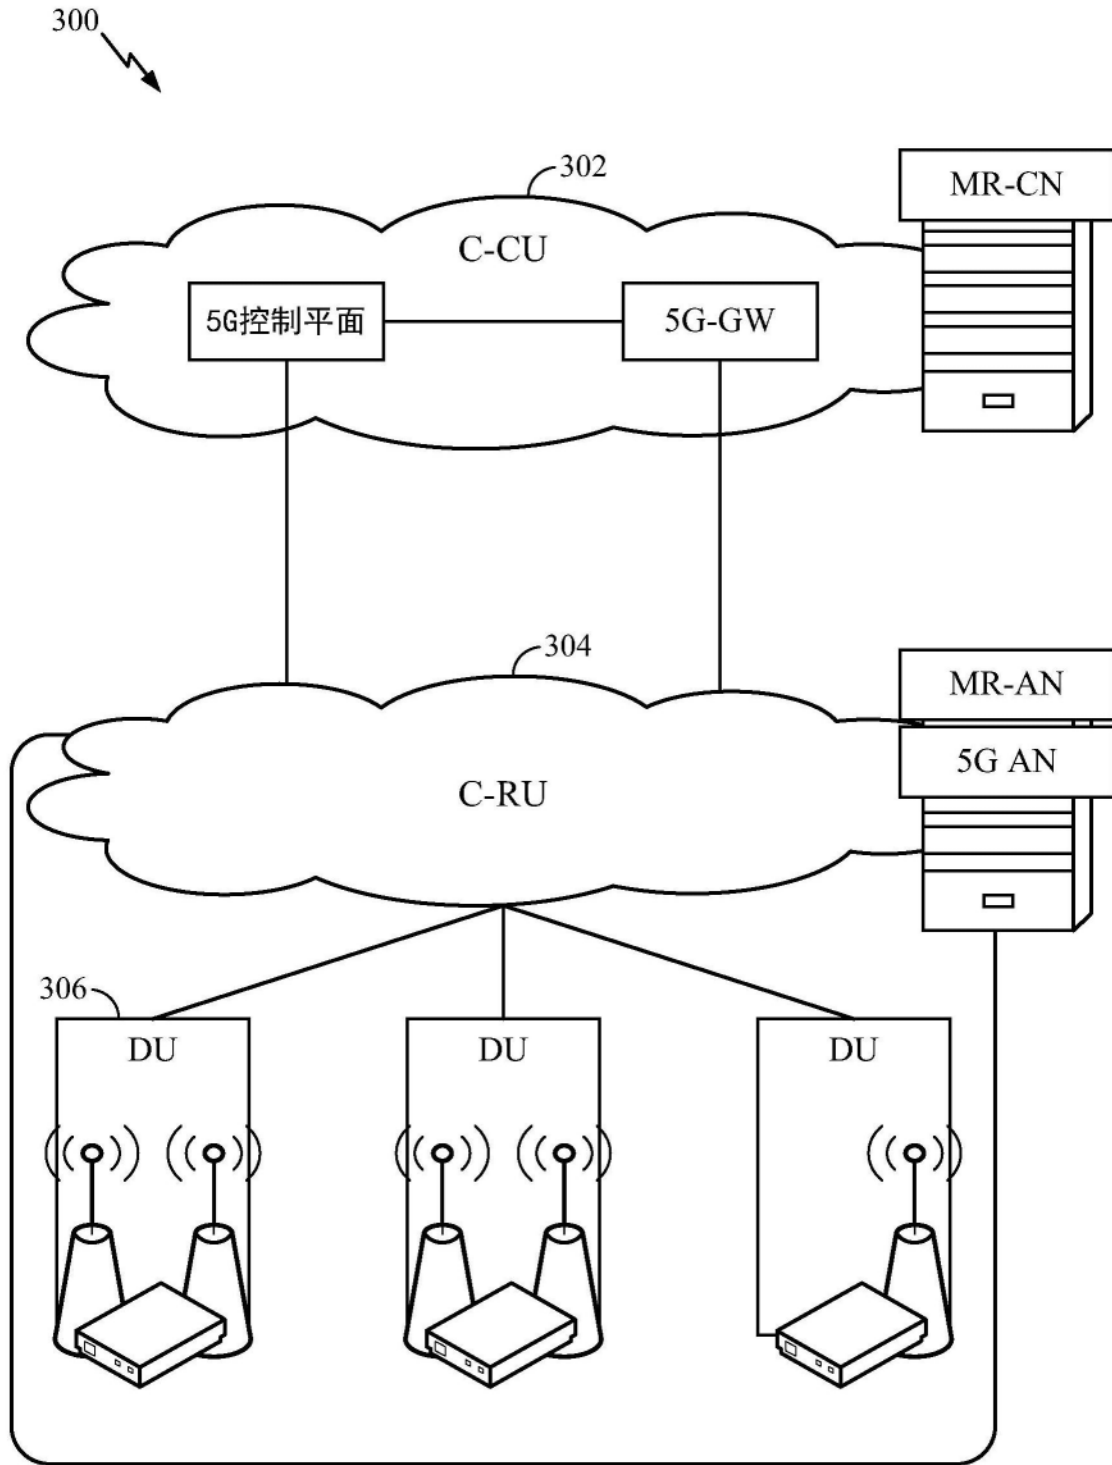 300
302
MR-CN
C-CU
5G控制平面
5G-GW
304
MR-AN
5G AN
C-RU
306
DU
DU
DU